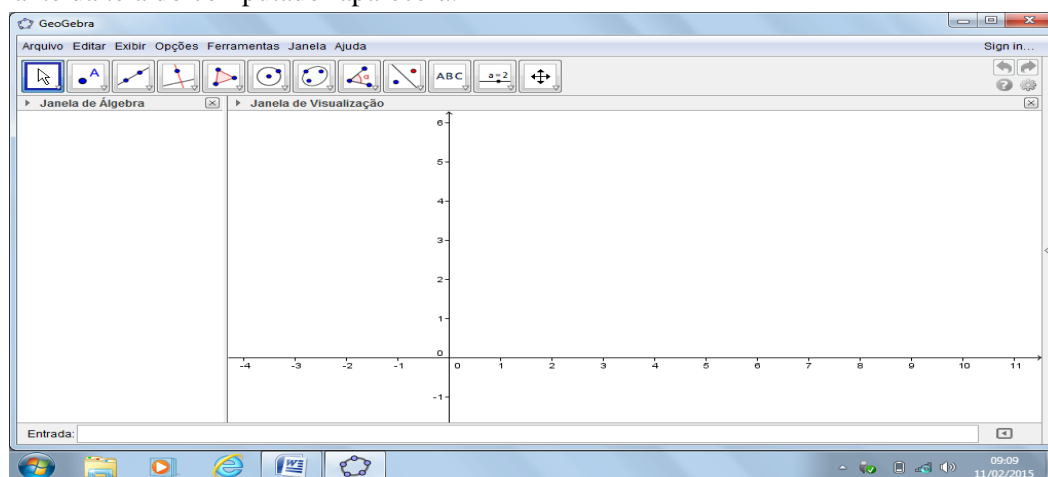 GeoGebra
Arquivo Editar Exibir Opções Ferramentas Janela Ajuda
Sign in...
A
α
ABC
a=2
Janela de Álgebra
Janela de Visualização
6
5
4
3
2
1
0
-4 -3 -2 -1 0 1 2 3 4 5 6 7 8 9 10 11
-1
Entrada:
W
09:09
11/02/2015